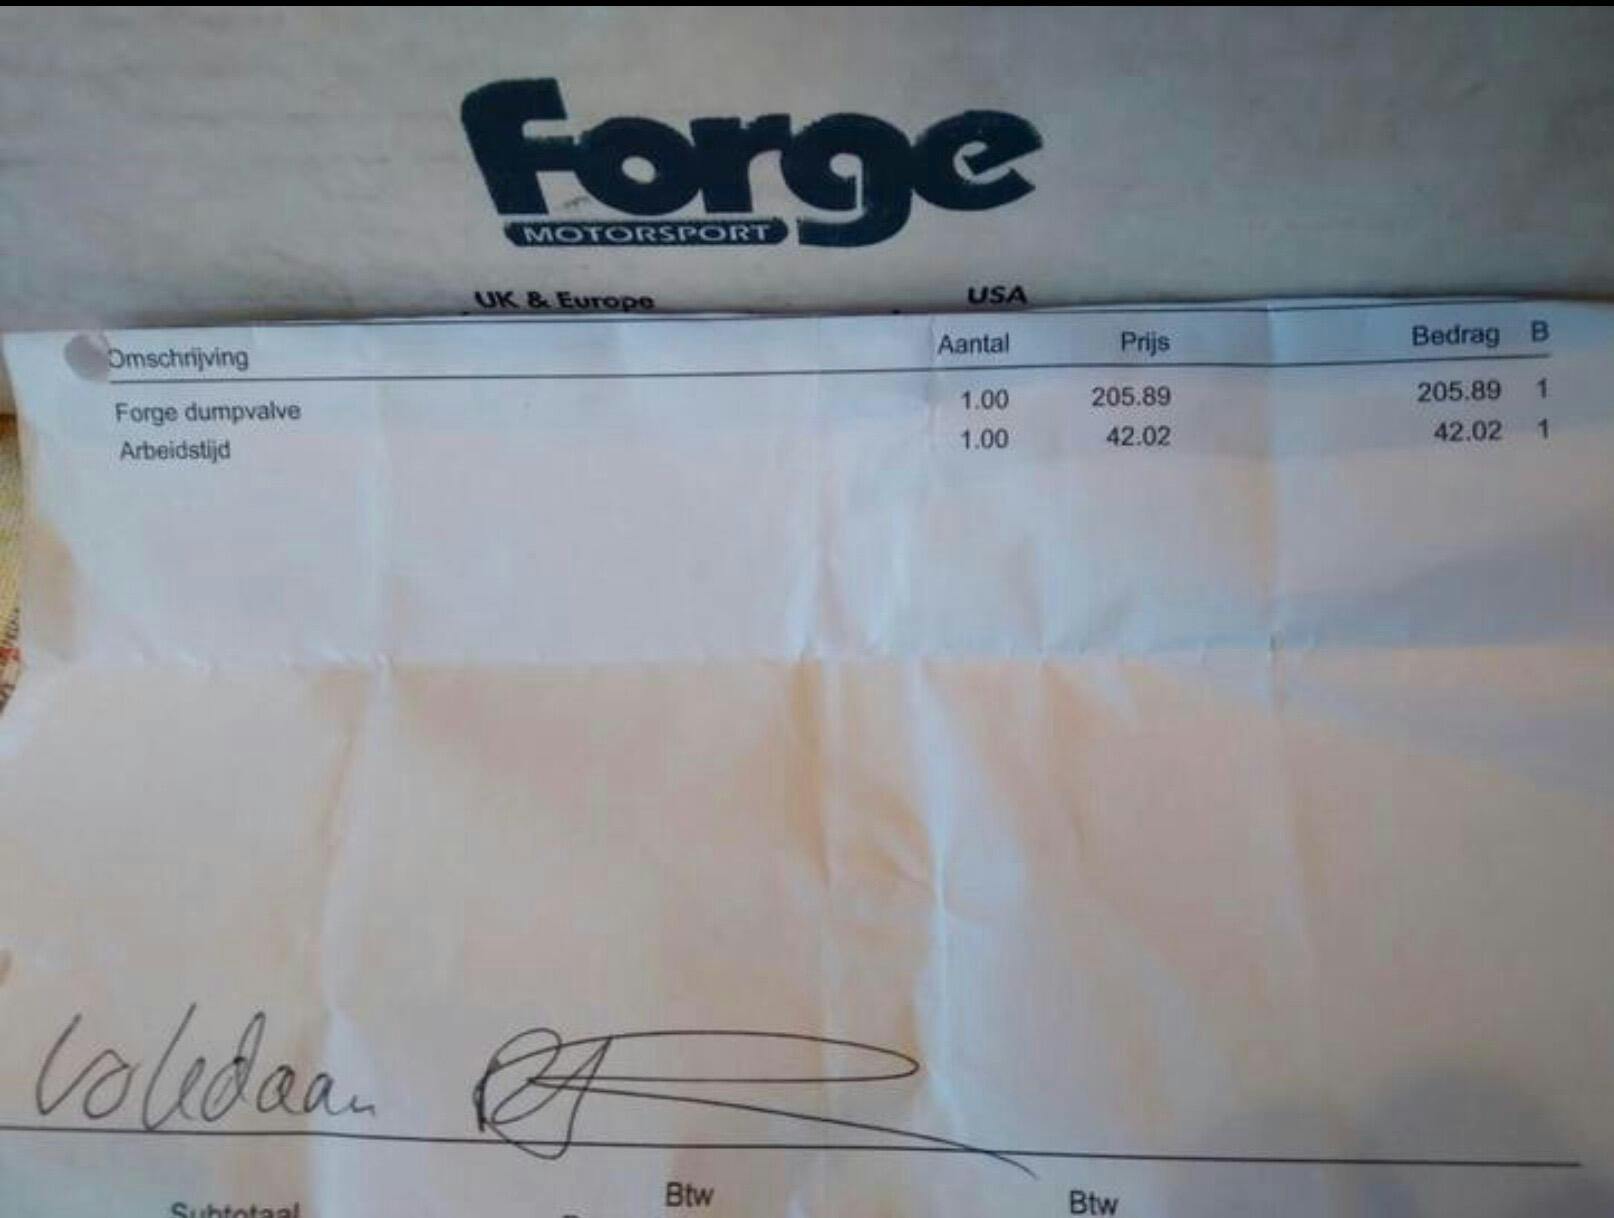 Forge
MOTORSPORT
UK & Europe USA
Omschrijving Aantal Prijs Bedrag B
Forge dumpvalve 1.00 205.89 205.89 1
Arbeidstijd 1.00 42.02 42.02 1
Voldaan
Subtotaal Btw Btw